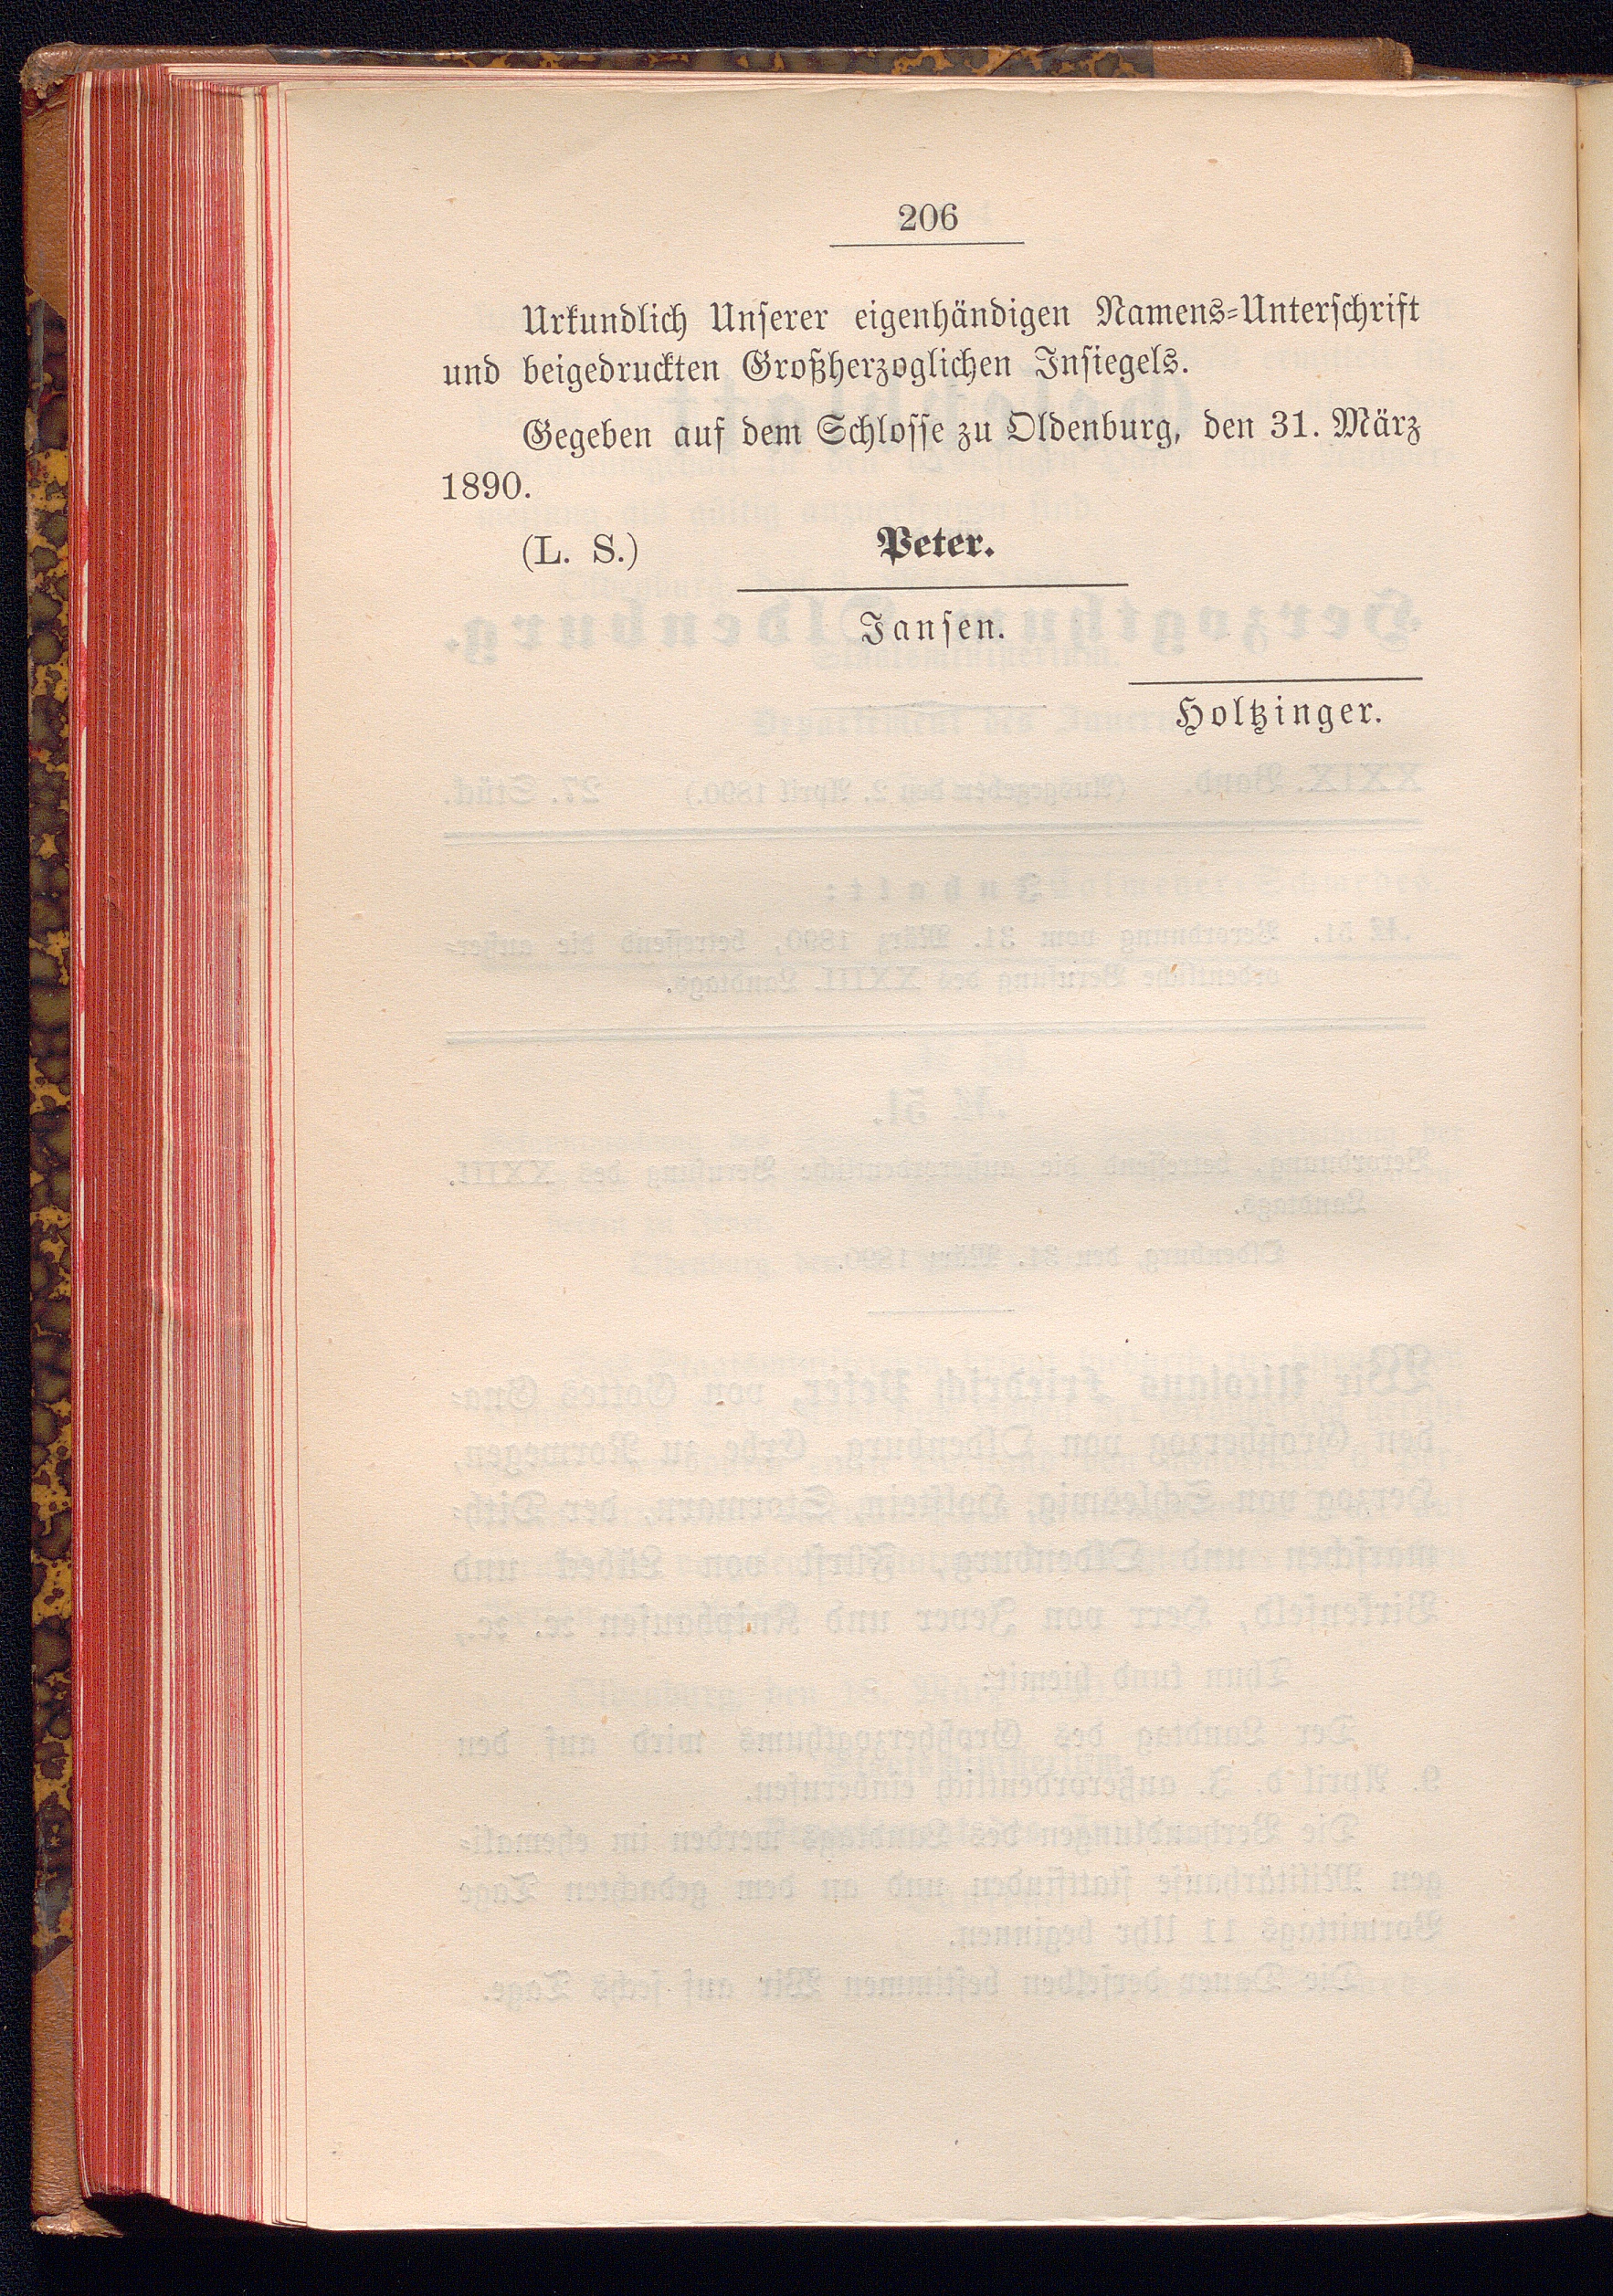 206
Urkundlich Unserer eigenhändigen Namens-Unterschrift
und beigedruckten Großherzoglichen Insiegels.
Gegeben auf dem Schlosse zu Oldenburg, den 31. März
1890.
(L. S.) Peter.
Jansen.
Holtzinger.